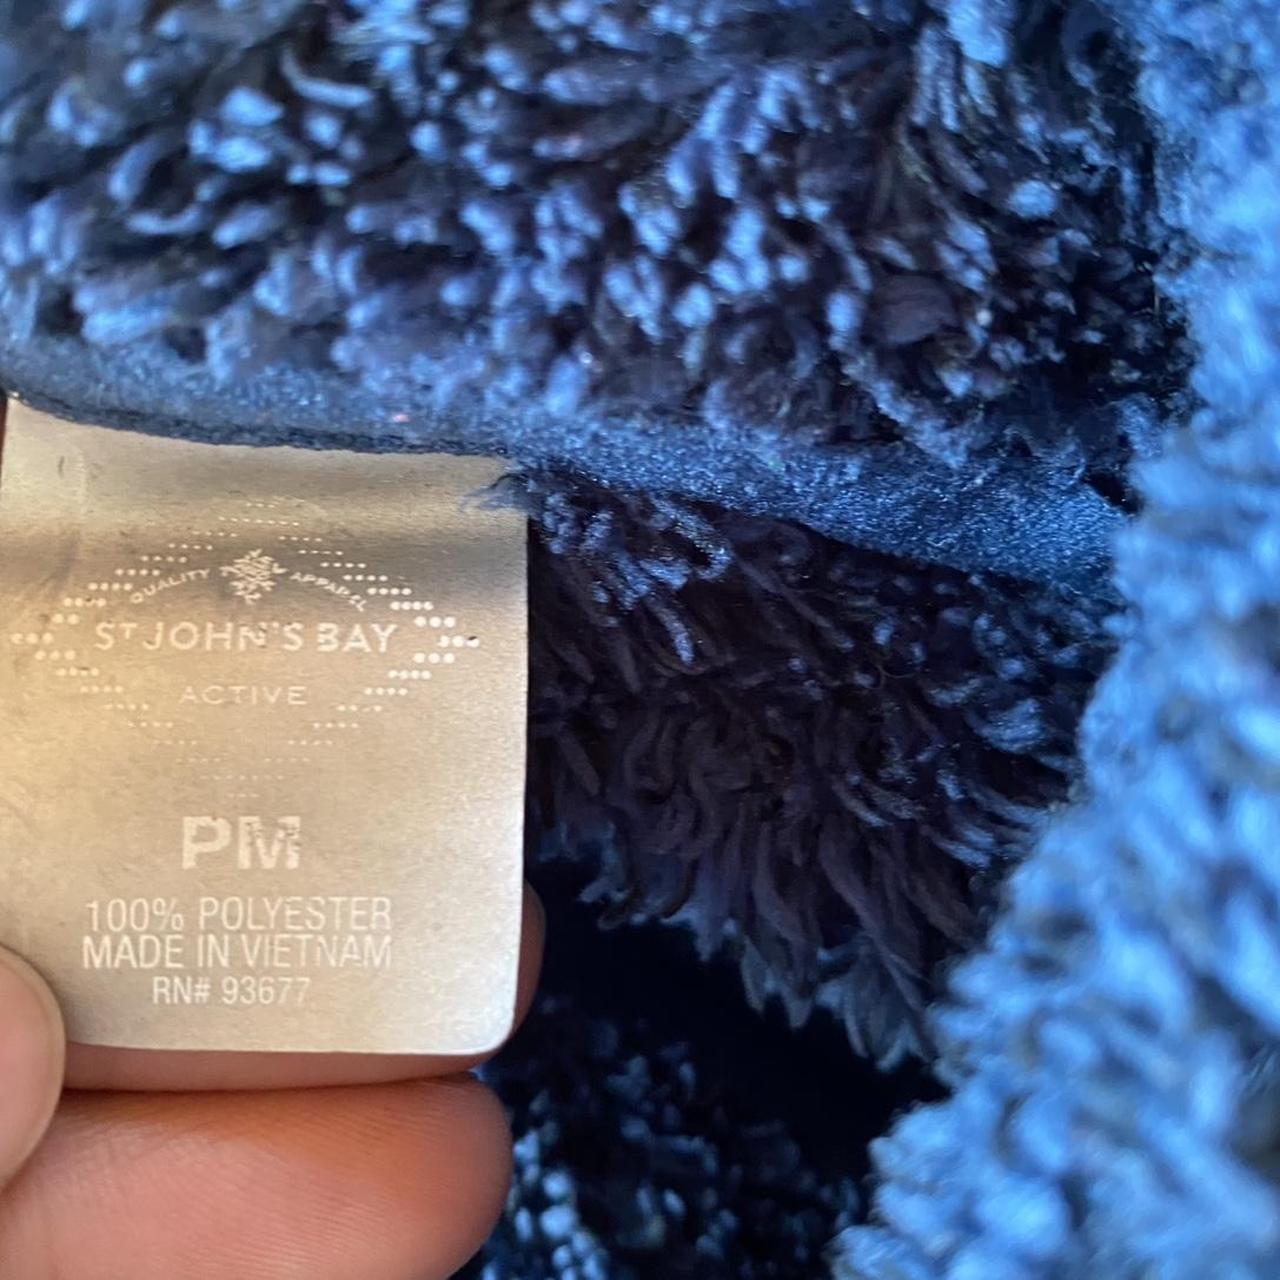 QUALITY APPAREL
ST JOHN'S BAY
ACTIVE
PM
100% POLYESTER
MADE IN VIETNAM
RN# 93677